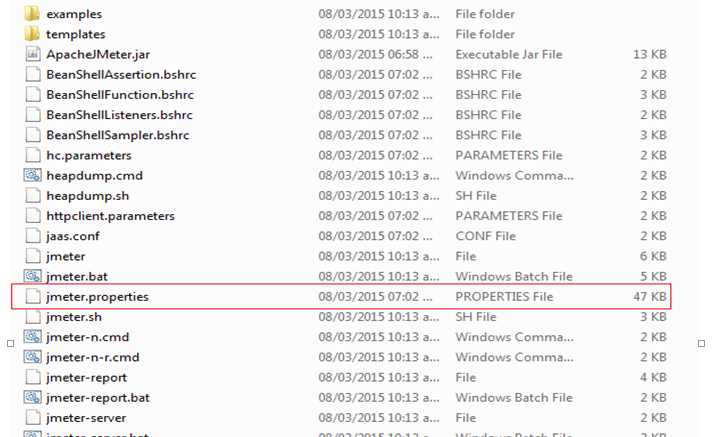 examples 08/03/2015 10:13 a... File folder
templates 08/03/2015 10:13 a... File folder
ApacheJMeter.jar 08/03/2015 06:58 ... Executable Jar File 13 KB
BeanShellAssertion.bshrc 08/03/2015 07:02 ... BSHRC File 2 KB
BeanShellFunction.bshrc 08/03/2015 07:02 ... BSHRC File 3 KB
BeanShellListeners.bshrc 08/03/2015 07:02 ... BSHRC File 2 KB
BeanShellSampler.bshrc 08/03/2015 07:02 ... BSHRC File 3 KB
hc.parameters 08/03/2015 07:02 ... PARAMETERS File 2 KB
heapdump.cmd 08/03/2015 10:13 a... Windows Comma... 2 KB
heapdump.sh 08/03/2015 10:13 a... SH File 2 KB
httpclient.parameters 08/03/2015 07:02 ... PARAMETERS File 2 KB
jaas.conf 08/03/2015 07:02 ... CONF File 2 KB
jmeter 08/03/2015 10:13 a... File 6 KB
jmeter.bat 08/03/2015 10:13 a... Windows Batch File 5 KB
jmeter.properties 08/03/2015 07:02 ... PROPERTIES File 47 KB
jmeter.sh 08/03/2015 10:13 a... SH File 3 KB
jmeter-n.cmd 08/03/2015 10:13 a... Windows Comma... 2 KB
jmeter-n-r.cmd 08/03/2015 10:13 a... Windows Comma... 2 KB
jmeter-report 08/03/2015 10:13 a... File 4 KB
jmeter-report.bat 08/03/2015 10:13 a... Windows Batch File 2 KB
jmeter-server 08/03/2015 10:13 a... File 2 KB
jmeter-server.bat 08/03/2015 10:13 a... Windows Batch File